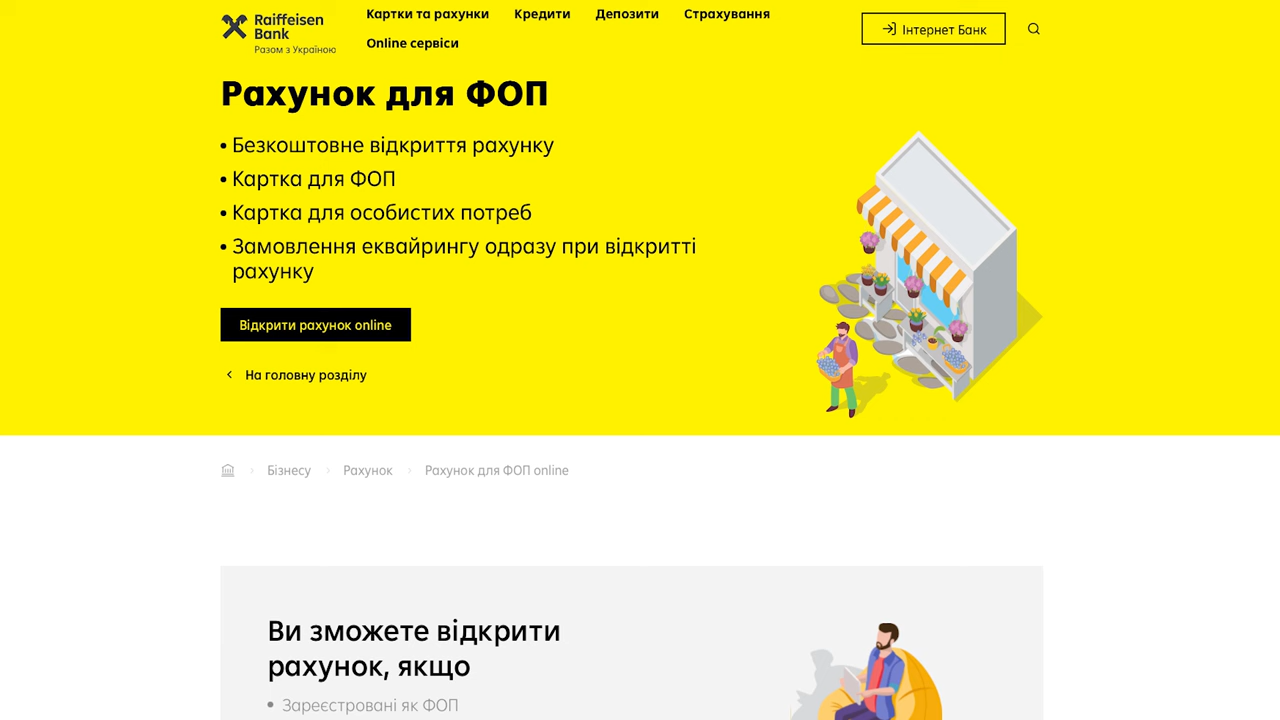 Raiffeisen
Bank
Разом з Україною
Картки та рахунки
Кредити
Депозити
Страхування
Online сервіси
Інтернет Банк
Рахунок для ФОП
• Безкоштовне відкриття рахунку
• Картка для ФОП
• Картка для особистих потреб
• Замовлення еквайрингу одразу при відкритті
рахунку
Відкрити рахунок online
На головну розділу
Бізнесу
Рахунок
Рахунок для ФОП online
Ви зможете відкрити
рахунок, якщо
• Зареєстровані як ФОП